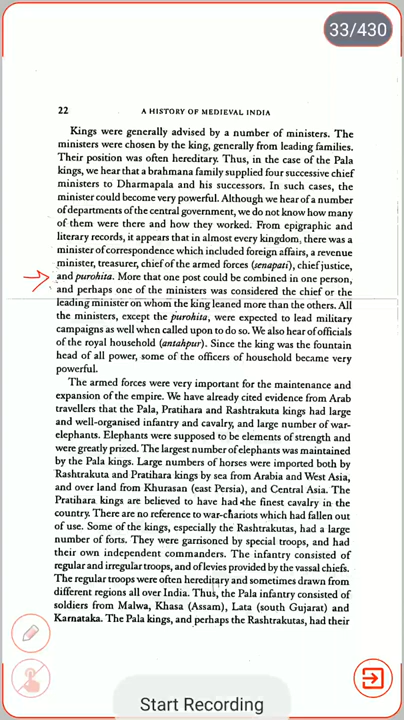 33/430
22 A HISTORY OF MEDIEVAL INDIA
Kings were generally advised by a number of ministers. The
ministers were chosen by the king, generally from leading families.
Their position was often hereditary. Thus, in the case of the Pala
kings, we hear that a brahmana family supplied four successive chief
ministers to Dharmapala and his successors. In such cases, the
minister could become very powerful. Although we hear of a number
of departments of the central government, we do not know how many
of them were there and how they worked. From epigraphic and
literary records, it appears that in almost every kingdom, there was a
minister of correspondence which included foreign affairs, a revenue
minister, treasurer, chief of the armed forces (senapati), chief justice,
and purohita. More that one post could be combined in one person,
and perhaps one of the ministers was considered the chief or the
leading minister on whom the king leaned more than the others. All
the ministers, except the purohita, were expected to lead military
campaigns as well when called upon to do so. We also hear of officials
of the royal household (antahpur). Since the king was the fountain
head of all power, some of the officers of household became very
powerful.
The armed forces were very important for the maintenance and
expansion of the empire. We have already cited evidence from Arab
travellers that the Pala, Pratihara and Rashtrakuta kings had large
and well-organised infantry and cavalry, and large number of war-
elephants. Elephants were supposed to be elements of strength and
were greatly prized. The largest number of elephants was maintained
by the Pala kings. Large numbers of horses were imported both by
Rashtrakuta and Pratihara kings by sea from Arabia and West Asia,
and over land from Khurasan (east Persia), and Central Asia. The
Pratihara kings are believed to have had the finest cavalry in the
country. There are no reference to war-chariots which had fallen out
of use. Some of the kings, especially the Rashtrakutas, had a large
number of forts. They were garrisoned by special troops, and had
their own independent commanders. The infantry consisted of
regular and irregular troops, and of levies provided by the vassal chiefs.
The regular troops were often hereditary and sometimes drawn from
different regions all over India. Thus, the Pala infantry consisted of
soldiers from Malwa, Khasa (Assam), Lata (south Gujarat) and
Karnataka. The Pala kings, and perhaps the Rashtrakutas, had their
Start Recording